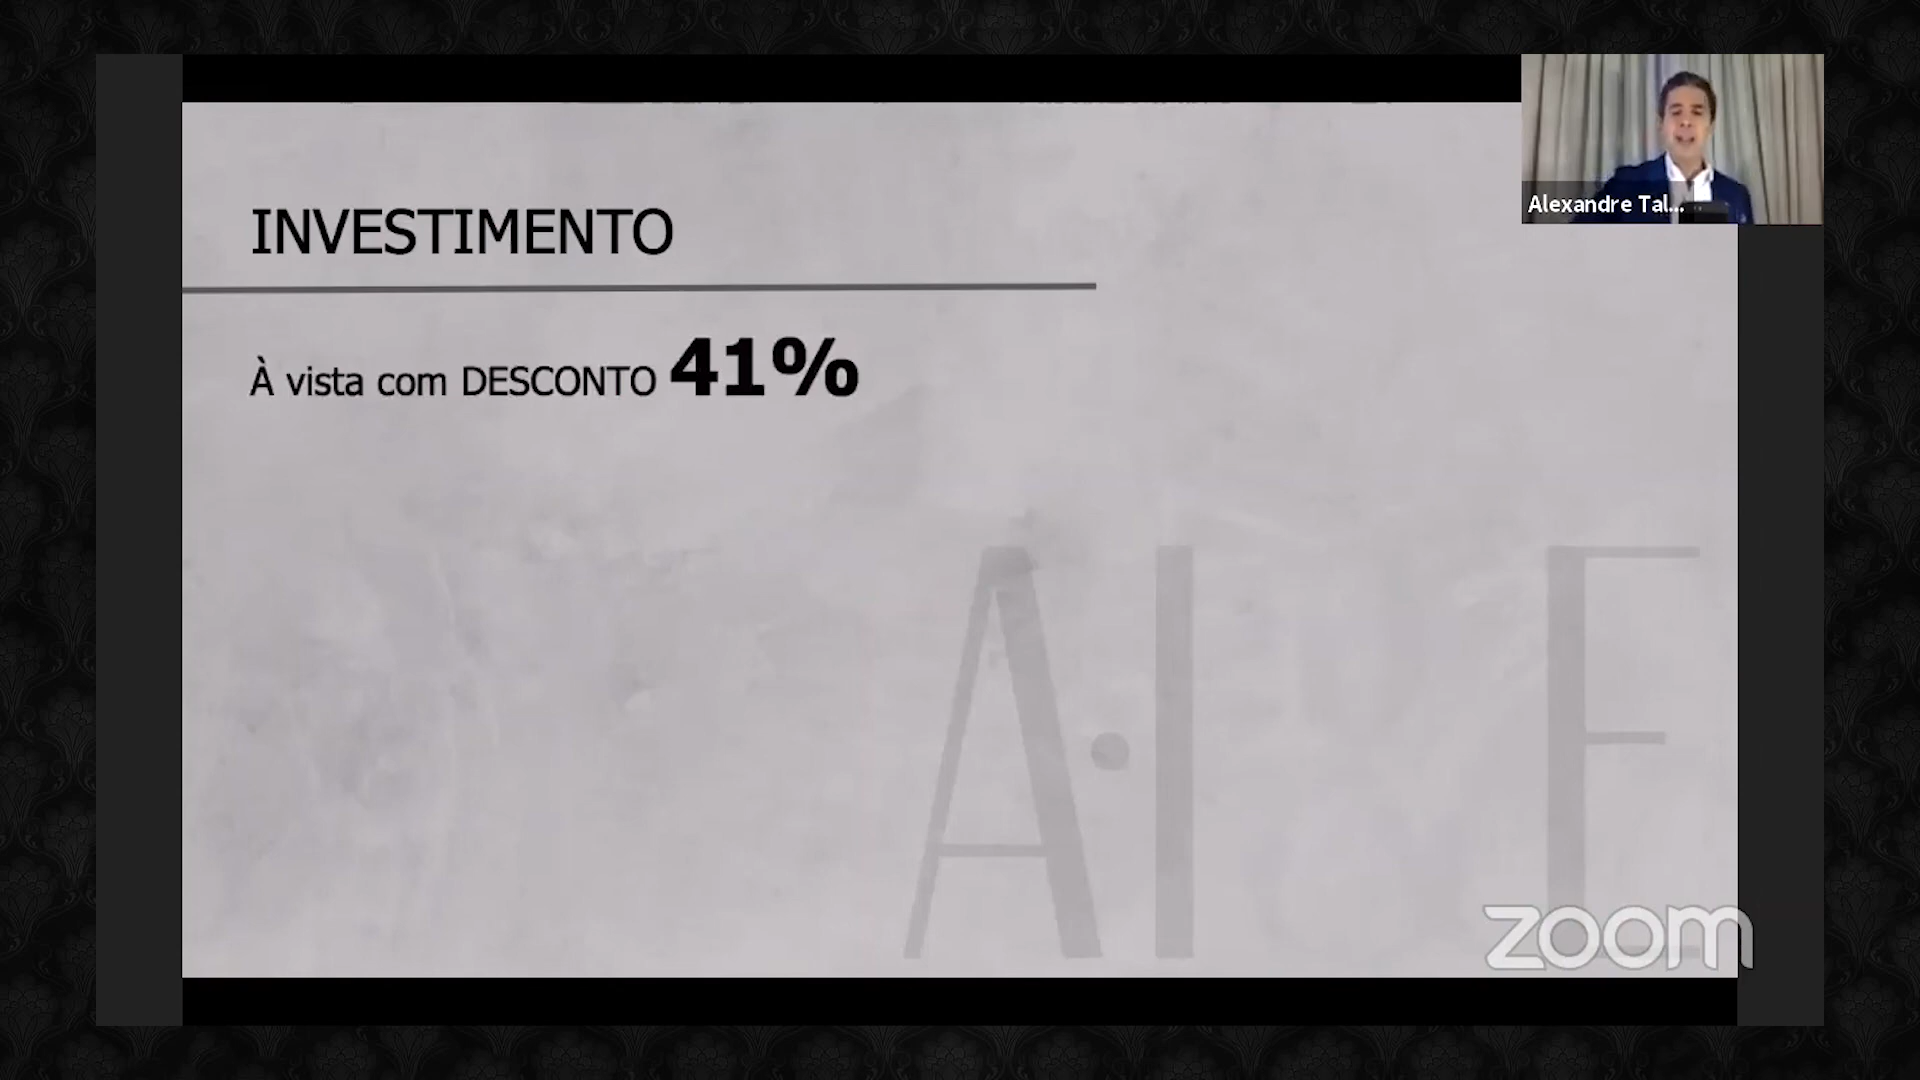 Alexandre Tal...
INVESTIMENTO
À vista com DESCONTO 41%
A.I E
zoom